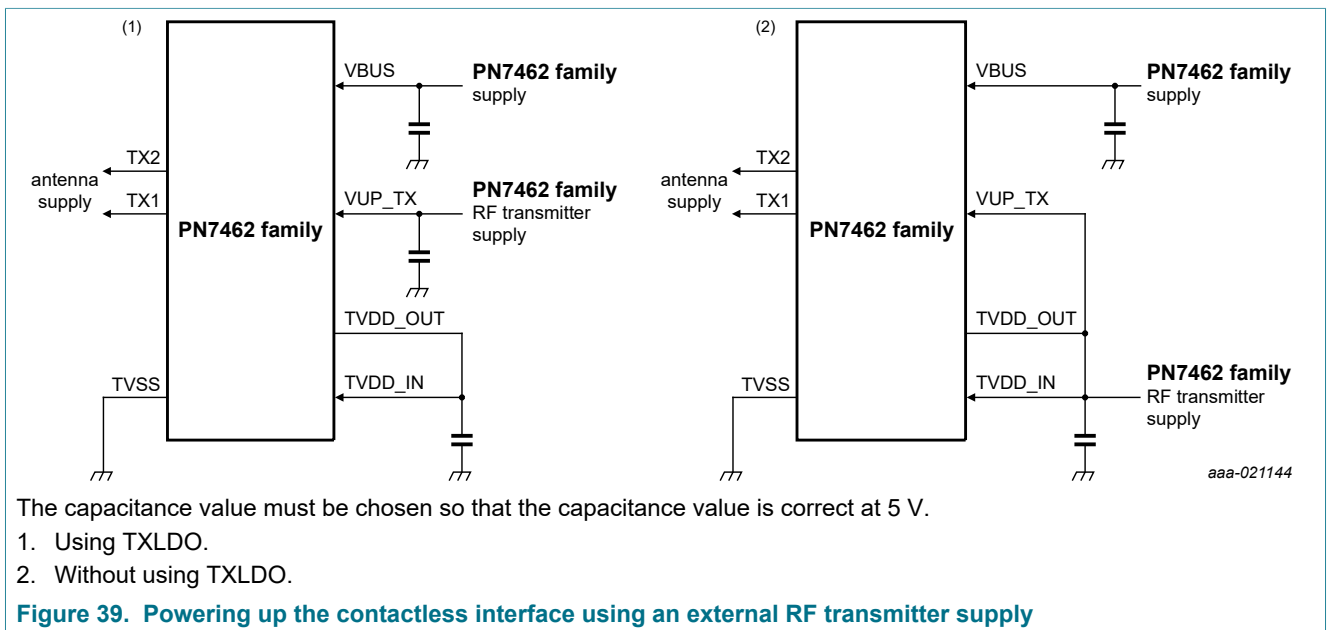 (1)
VBUS
PN7462 family
supply
TX2
antenna
supply
TX1
VUP_TX
PN7462 family
RF transmitter
supply
PN7462 family
TVDD_OUT
TVSS
TVDD_IN
(2)
VBUS
PN7462 family
supply
TX2
antenna
supply
TX1
VUP_TX
PN7462 family
TVDD_OUT
TVSS
TVDD_IN
PN7462 family
RF transmitter
supply
aaa-021144
The capacitance value must be chosen so that the capacitance value is correct at 5 V.
1. Using TXLDO.
2. Without using TXLDO.
Figure 39. Powering up the contactless interface using an external RF transmitter supply